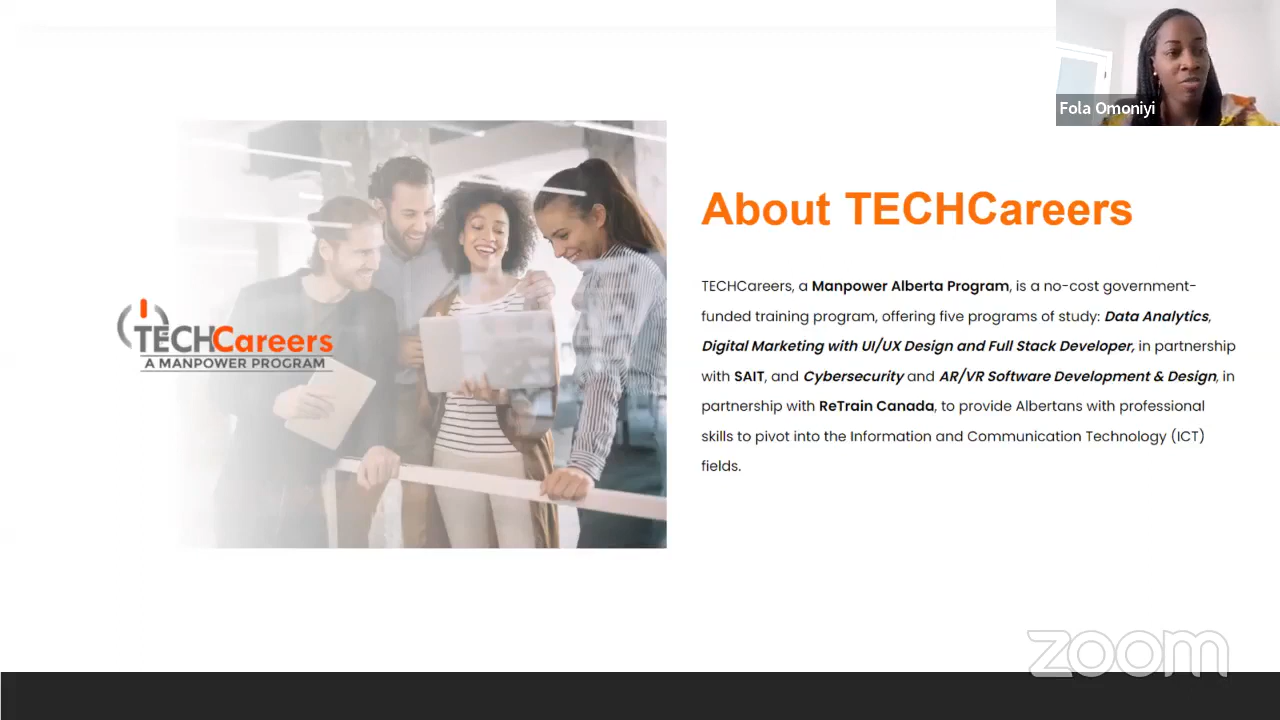 Fola Omoniyi
TECHCareers
A MANPOWER PROGRAM
About TECHCareers
TECHCareers, a Manpower Alberta Program, is a no-cost government-
funded training program, offering five programs of study: Data Analytics,
Digital Marketing with UI/UX Design and Full Stack Developer, in partnership
with SAIT, and Cybersecurity and AR/VR Software Development & Design, in
partnership with ReTrain Canada, to provide Albertans with professional
skills to pivot into the Information and Communication Technology (ICT)
fields.
zoom